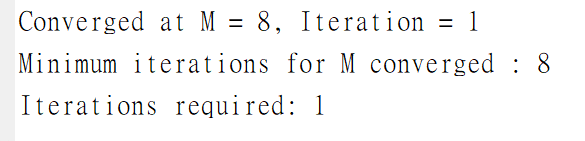 Converged at M = 8, Iteration = 1
Minimum iterations for M converged : 8
Iterations required: 1